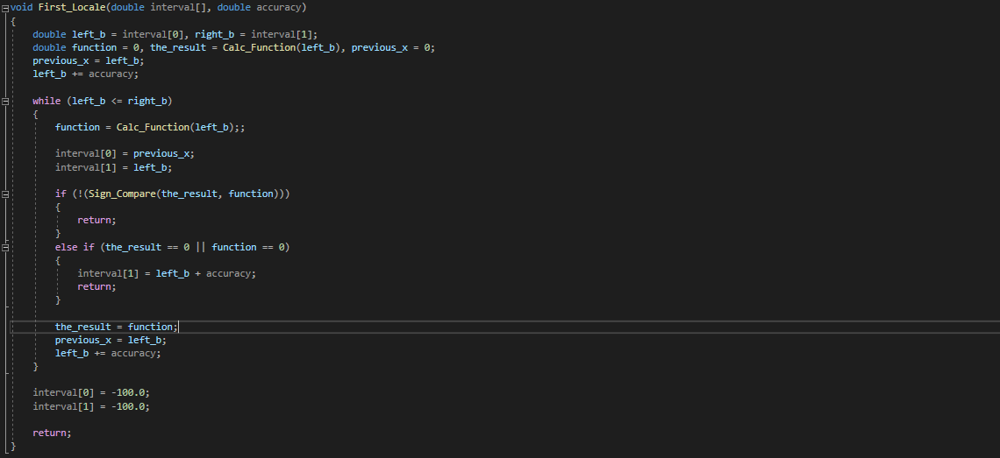 void First_Locale(double interval[], double accuracy)
{
    double left_b = interval[0], right_b = interval[1];
    double function = 0, the_result = Calc_Function(left_b), previous_x = 0;
    previous_x = left_b;
    left_b += accuracy;

    while (left_b <= right_b)
    {
        function = Calc_Function(left_b);;

        interval[0] = previous_x;
        interval[1] = left_b;

        if (!(Sign_Compare(the_result, function)))
        {
            return;
        }
        else if (the_result == 0 || function == 0)
        {
            interval[1] = left_b + accuracy;
            return;
        }

        the_result = function;
        previous_x = left_b;
        left_b += accuracy;
    }

    interval[0] = -100.0;
    interval[1] = -100.0;

    return;
}